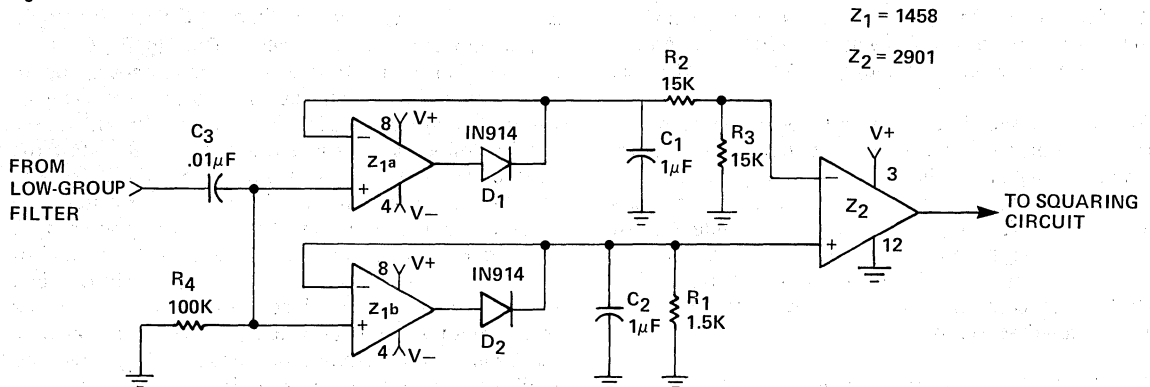 Z1 = 1458
Z2 = 2901
R2
15K
C3
.01µF
8 V+
IN914
−
Z1a
+
4 V−
D1
C1
1µF
R3
15K
V+
3
−
Z2
+
12
FROM
LOW-GROUP
FILTER
TO SQUARING
CIRCUIT
R4
100K
8 V+
IN914
−
Z1b
+
4 V−
D2
C2
1µF
R1
1.5K